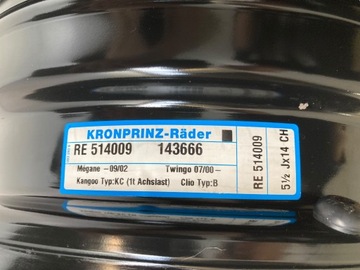 KRONPRINZ-Räder
RE 514009 143666
Mégane -09/02 Twingo 07/00-
Kangoo Typ:KC (1t Achslast) Clio Typ:B
RE 514009
5½ Jx14 CH